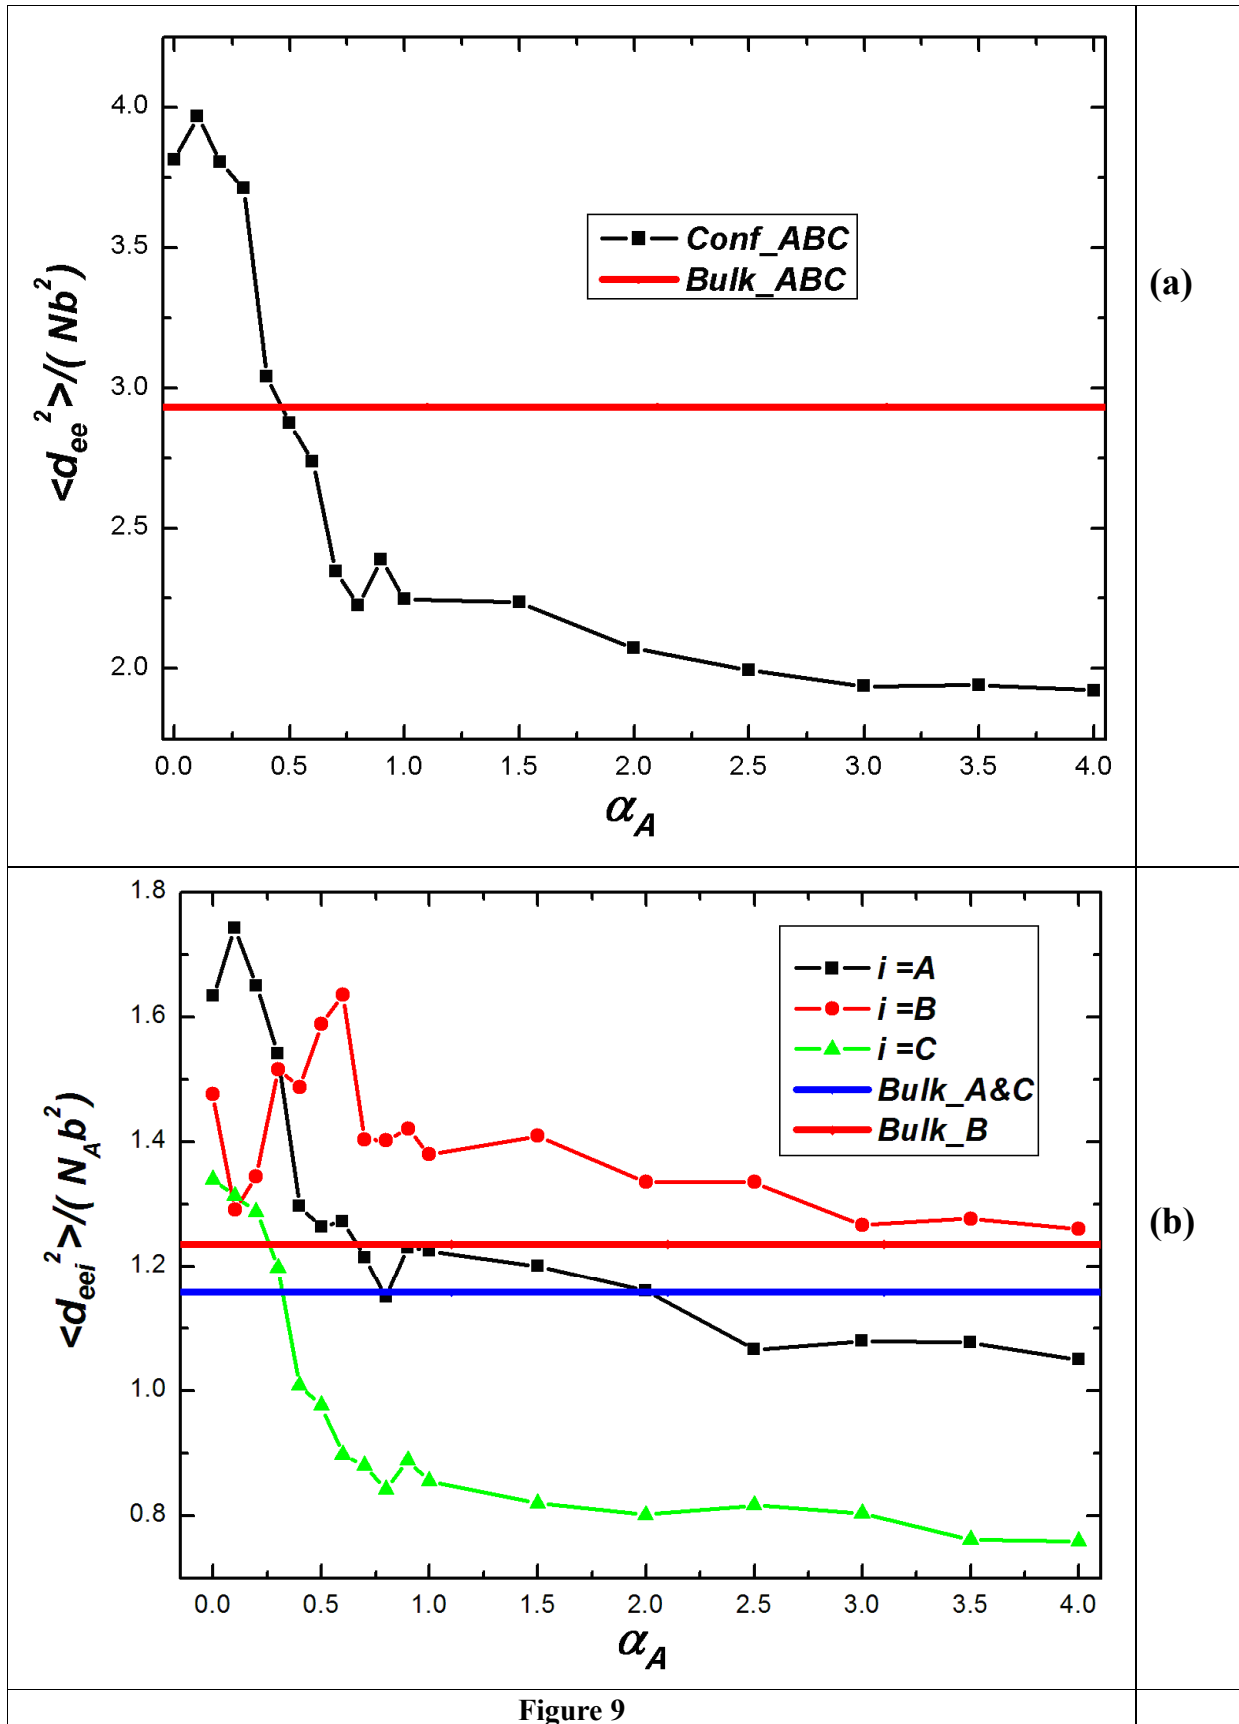 4.0
3.5
3.0
2.5
2.0
<d_ee^2>/( Nb^2)
Conf_ABC
Bulk_ABC
0.0 0.5 1.0 1.5 2.0 2.5 3.0 3.5 4.0
α_A
(a)
1.8
1.6
1.4
1.2
1.0
0.8
<d_eei^2>/( N_A b^2)
i =A
i =B
i =C
Bulk_A&C
Bulk_B
0.0 0.5 1.0 1.5 2.0 2.5 3.0 3.5 4.0
α_A
(b)
Figure 9